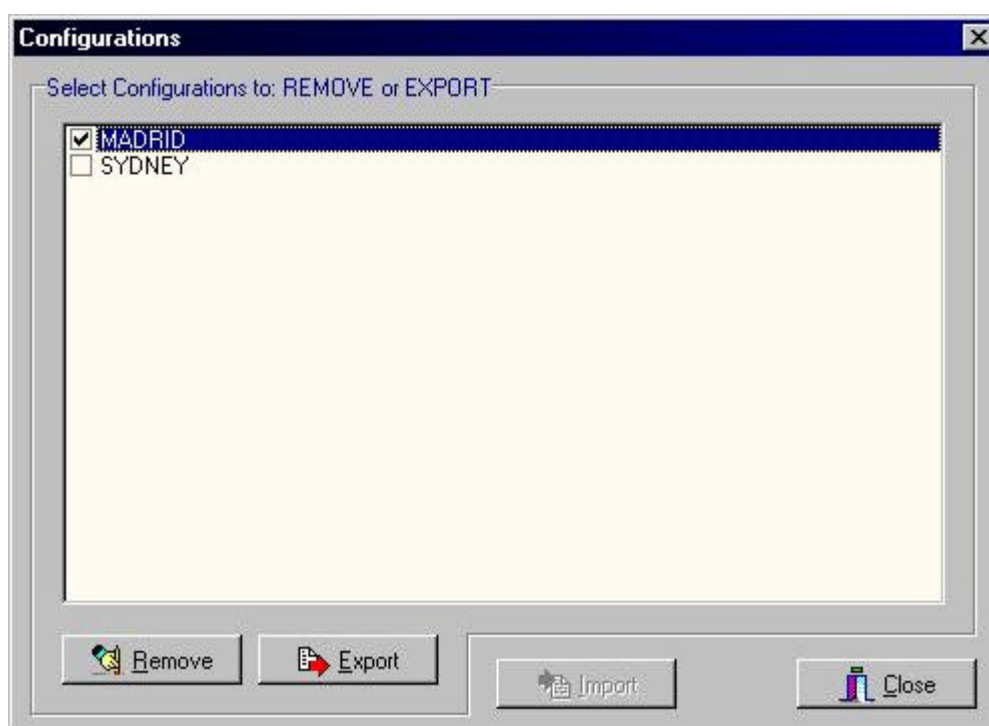 Configurations
Select Configurations to: REMOVE or EXPORT
MADRID
SYDNEY
Remove
Export
Import
Close